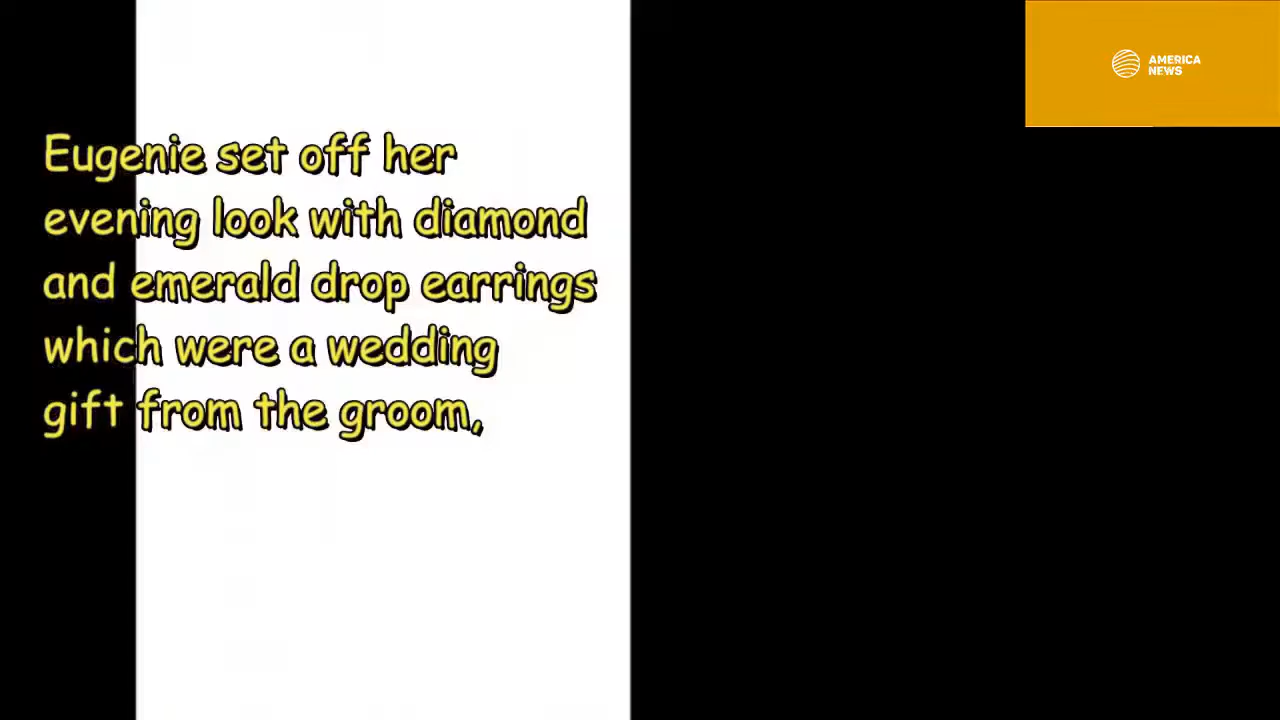 AMERICA
NEWS
Eugenie set off her
evening look with diamond
and emerald drop earrings
which were a wedding
gift from the groom,